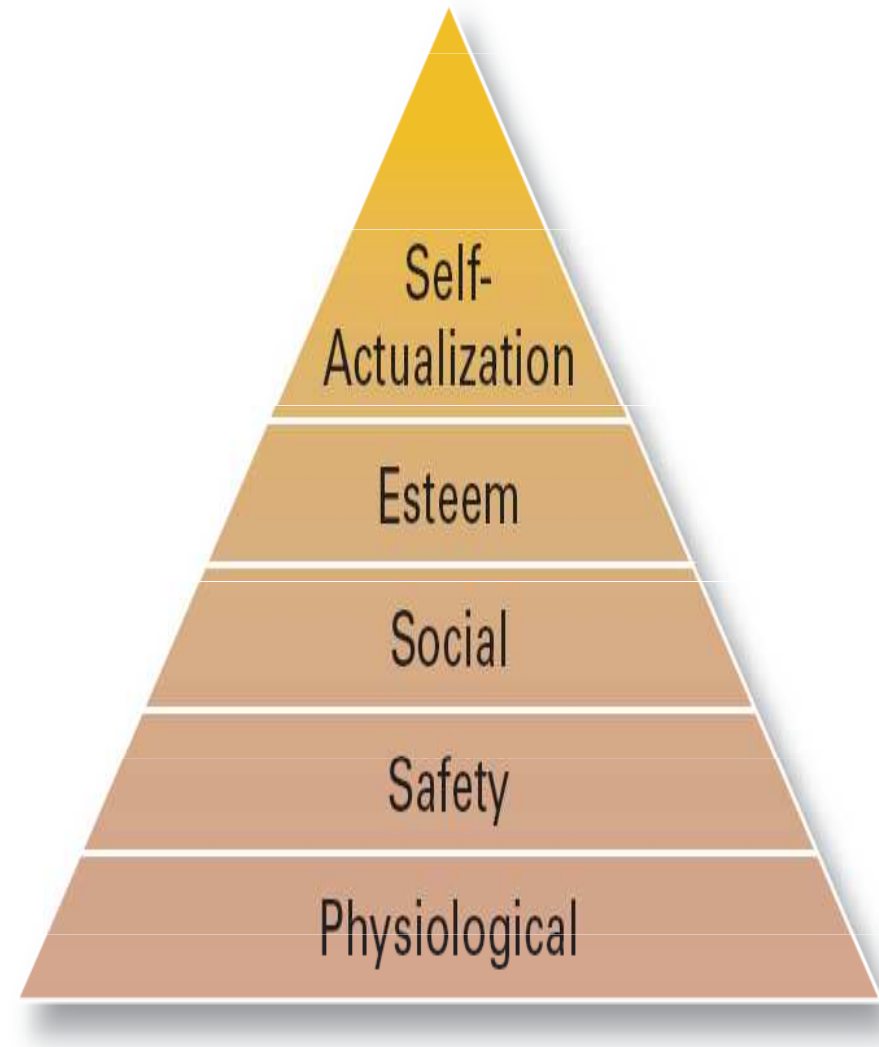 Self-
Actualization
Esteem
Social
Safety
Physiological